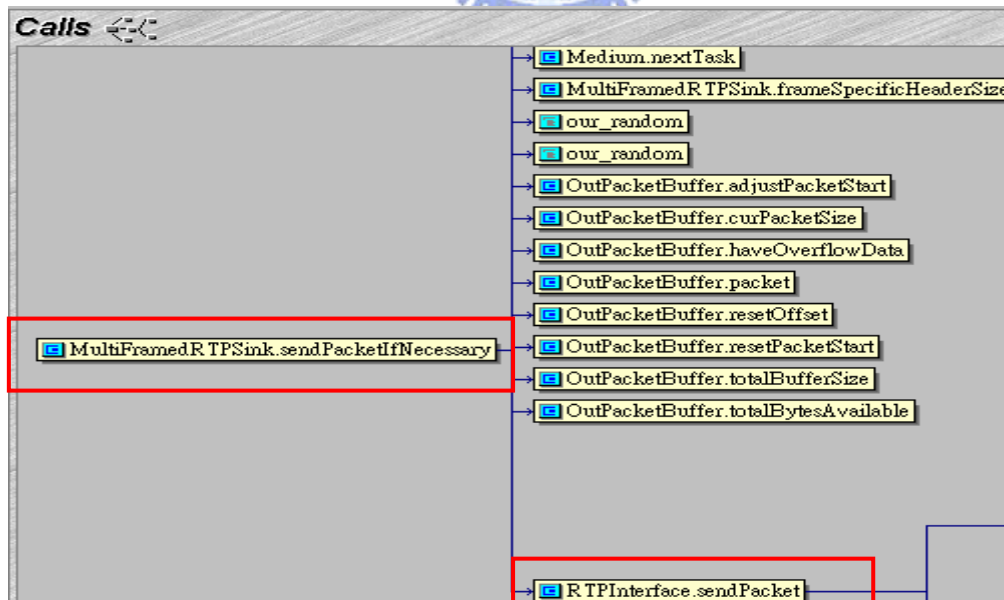 Calls
Medium.nextTask
MultiFramedRTPSink.frameSpecificHeaderSize
our_random
our_random
OutPacketBuffer.adjustPacketStart
OutPacketBuffer.curPacketSize
OutPacketBuffer.haveOverflowData
OutPacketBuffer.packet
OutPacketBuffer.resetOffset
MultiFramedRTPSink.sendPacketIfNecessary
OutPacketBuffer.resetPacketStart
OutPacketBuffer.totalBufferSize
OutPacketBuffer.totalBytesAvailable
RTPInterface.sendPacket